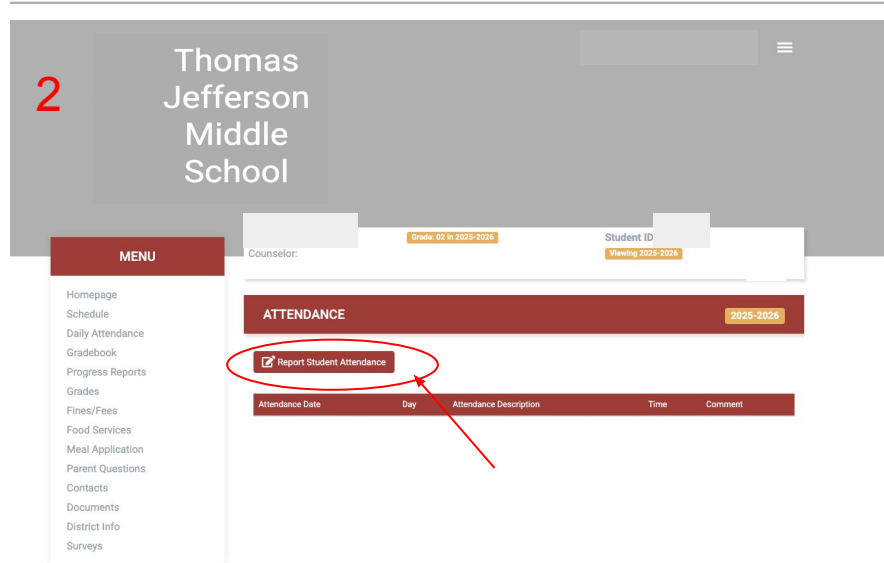 2
Thomas
Jefferson
Middle
School
Grade: 02 in 2025-2026
Student ID
Counselor:
Viewing 2025-2026
MENU
Homepage
Schedule
Daily Attendance
Gradebook
Progress Reports
Grades
Fines/Fees
Food Services
Meal Application
Parent Questions
Contacts
Documents
District Info
Surveys
ATTENDANCE
2025-2026
Report Student Attendance
Attendance Date Day Attendance Description Time Comment